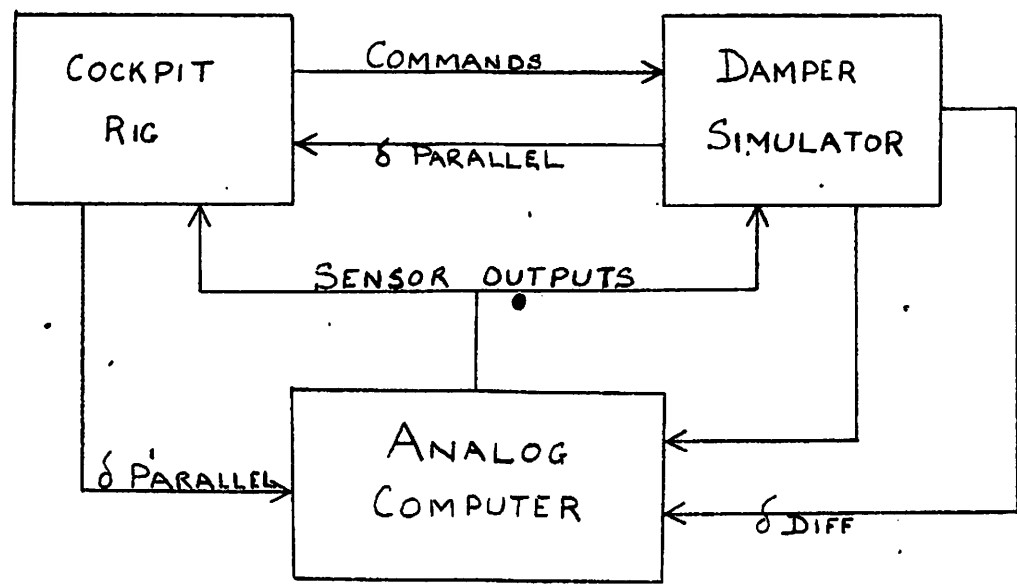 COCKPIT
RIG
COMMANDS
DAMPER
SIMULATOR
δ PARALLEL
SENSOR OUTPUTS
ANALOG
COMPUTER
δ PARALLEL
δ DIFF